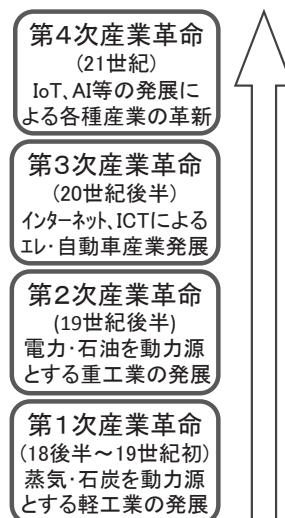 第4次産業革命
(21世紀)
IoT、AI等の発展に
よる各種産業の革新
第3次産業革命
(20世紀後半)
インターネット、ICTによる
エレ・自動車産業発展
第2次産業革命
(19世紀後半)
電力・石油を動力源
とする重工業の発展
第1次産業革命
(18後半～19世紀初)
蒸気・石炭を動力源
とする軽工業の発展